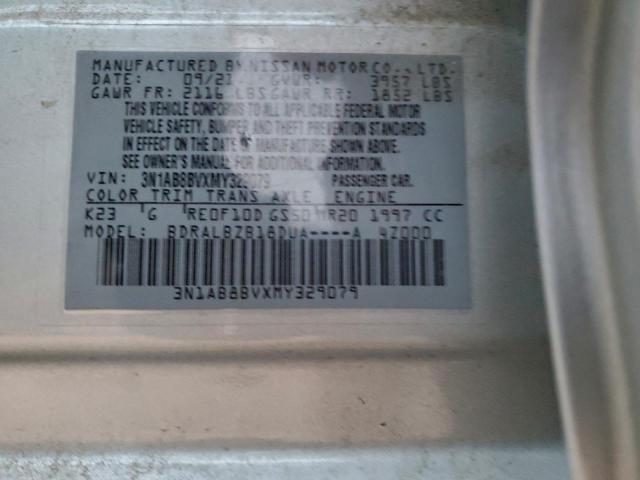 MANUFACTURED BY NISSAN MOTOR CO., LTD.
DATE: 09/21 GVWR: 3957 LBS
GAWR FR: 2116 LBS GAWR RR: 1852 LBS
THIS VEHICLE CONFORMS TO ALL APPLICABLE FEDERAL MOTOR
VEHICLE SAFETY, BUMPER AND THEFT PREVENTION STANDARDS
IN EFFECT ON THE DATE OF MANUFACTURE SHOWN ABOVE.
SEE OWNER'S MANUAL FOR ADDITIONAL INFORMATION.
VIN: 3N1AB8BVXMY329079 PASSENGER CAR.
COLOR TRIM TRANS AXLE ENGINE
K23 G RE0F10D GS50 MR20 1997 CC
MODEL: BDRALBZB16DUA----A 4Z000
3N1AB8BVXMY329079